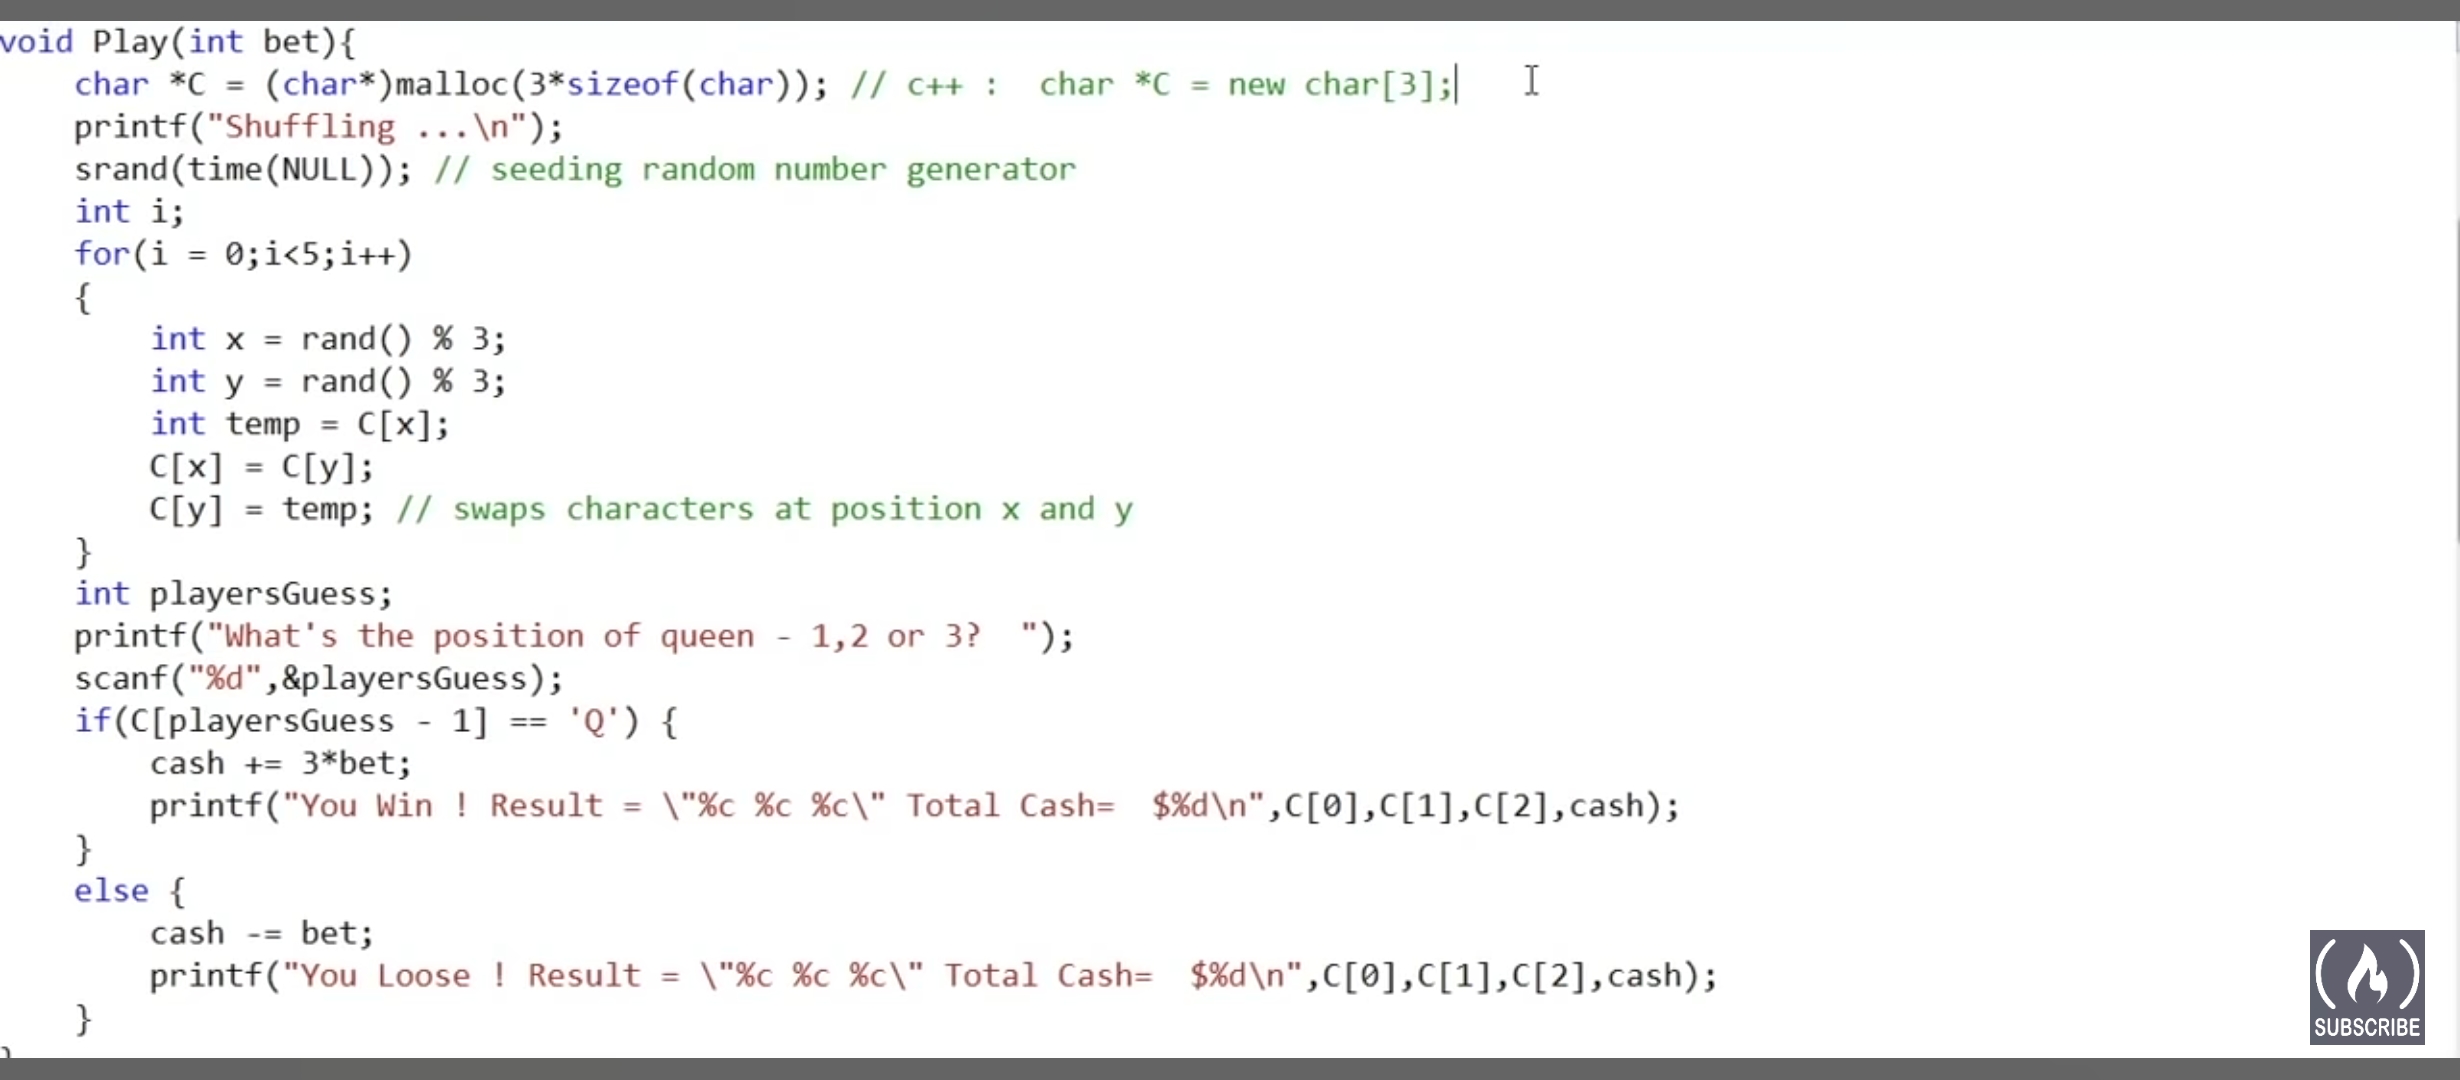 void Play(int bet){
    char *C = (char*)malloc(3*sizeof(char)); // c++ :  char *C = new char[3];
    printf("Shuffling ...\n");
    srand(time(NULL)); // seeding random number generator
    int i;
    for(i = 0;i<5;i++)
    {
        int x = rand() % 3;
        int y = rand() % 3;
        int temp = C[x];
        C[x] = C[y];
        C[y] = temp; // swaps characters at position x and y
    }
    int playersGuess;
    printf("What's the position of queen - 1,2 or 3?  ");
    scanf("%d",&playersGuess);
    if(C[playersGuess - 1] == 'Q') {
        cash += 3*bet;
        printf("You Win ! Result = \"%c %c %c\" Total Cash=  $%d\n",C[0],C[1],C[2],cash);
    }
    else {
        cash -= bet;
        printf("You Loose ! Result = \"%c %c %c\" Total Cash=  $%d\n",C[0],C[1],C[2],cash);
    }
SUBSCRIBE